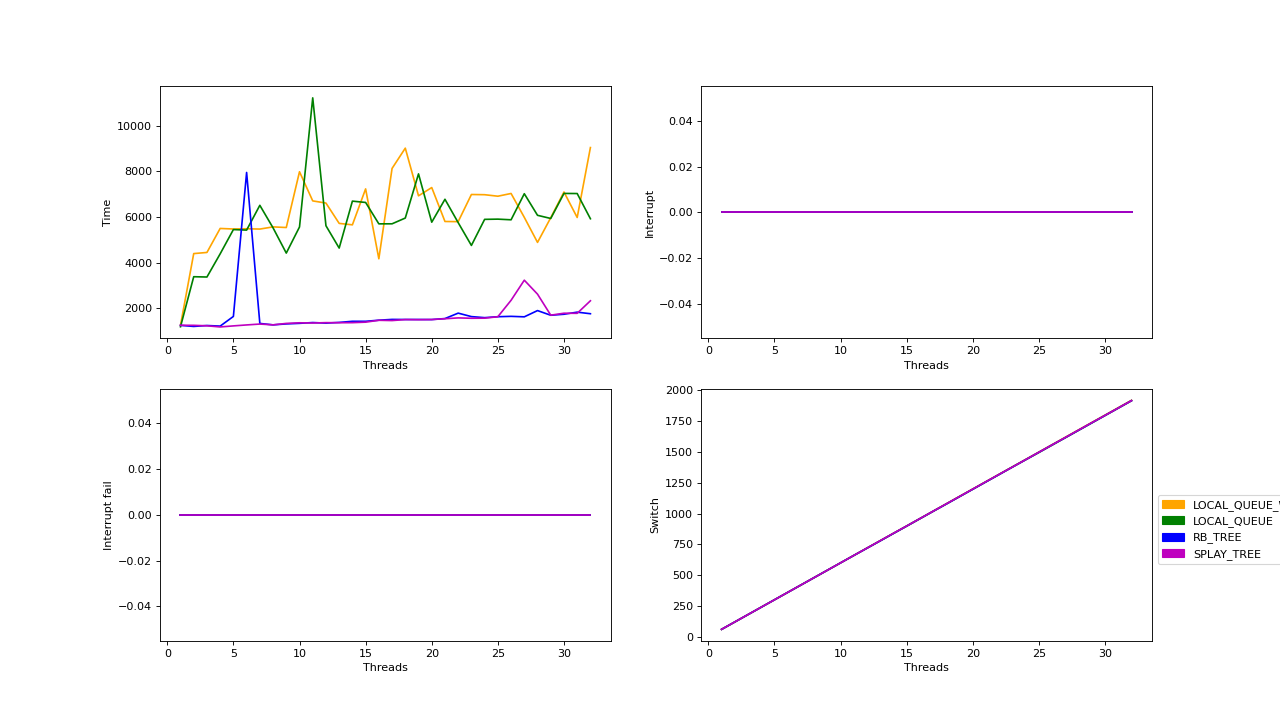 Time
10000
8000
6000
4000
2000
0 5 10 15 20 25 30
Threads
Interrupt
0.04
0.02
0.00
−0.02
−0.04
0 5 10 15 20 25 30
Threads
Interrupt fail
0.04
0.02
0.00
−0.02
−0.04
0 5 10 15 20 25 30
Threads
Switch
2000
1750
1500
1250
1000
750
500
250
0
0 5 10 15 20 25 30
Threads
LOCAL_QUEUE_
LOCAL_QUEUE
RB_TREE
SPLAY_TREE